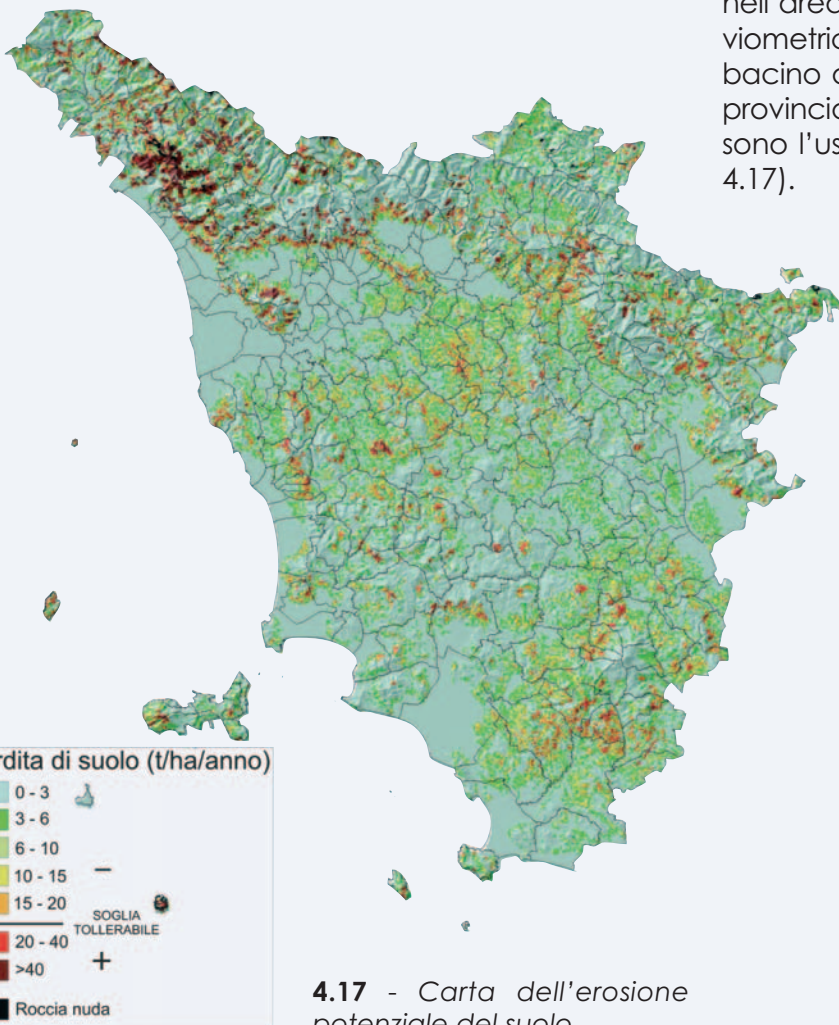 viometric
bacino
provincia
sono l'us
4.17).
rdita di suolo (t/ha/anno)
0 - 3
3 - 6
6 - 10
10 - 15
15 - 20
SOGLIA
TOLLERABILE
20 - 40
>40
Roccia nuda
4.17 - Carta dell'erosione
potenziale del suolo